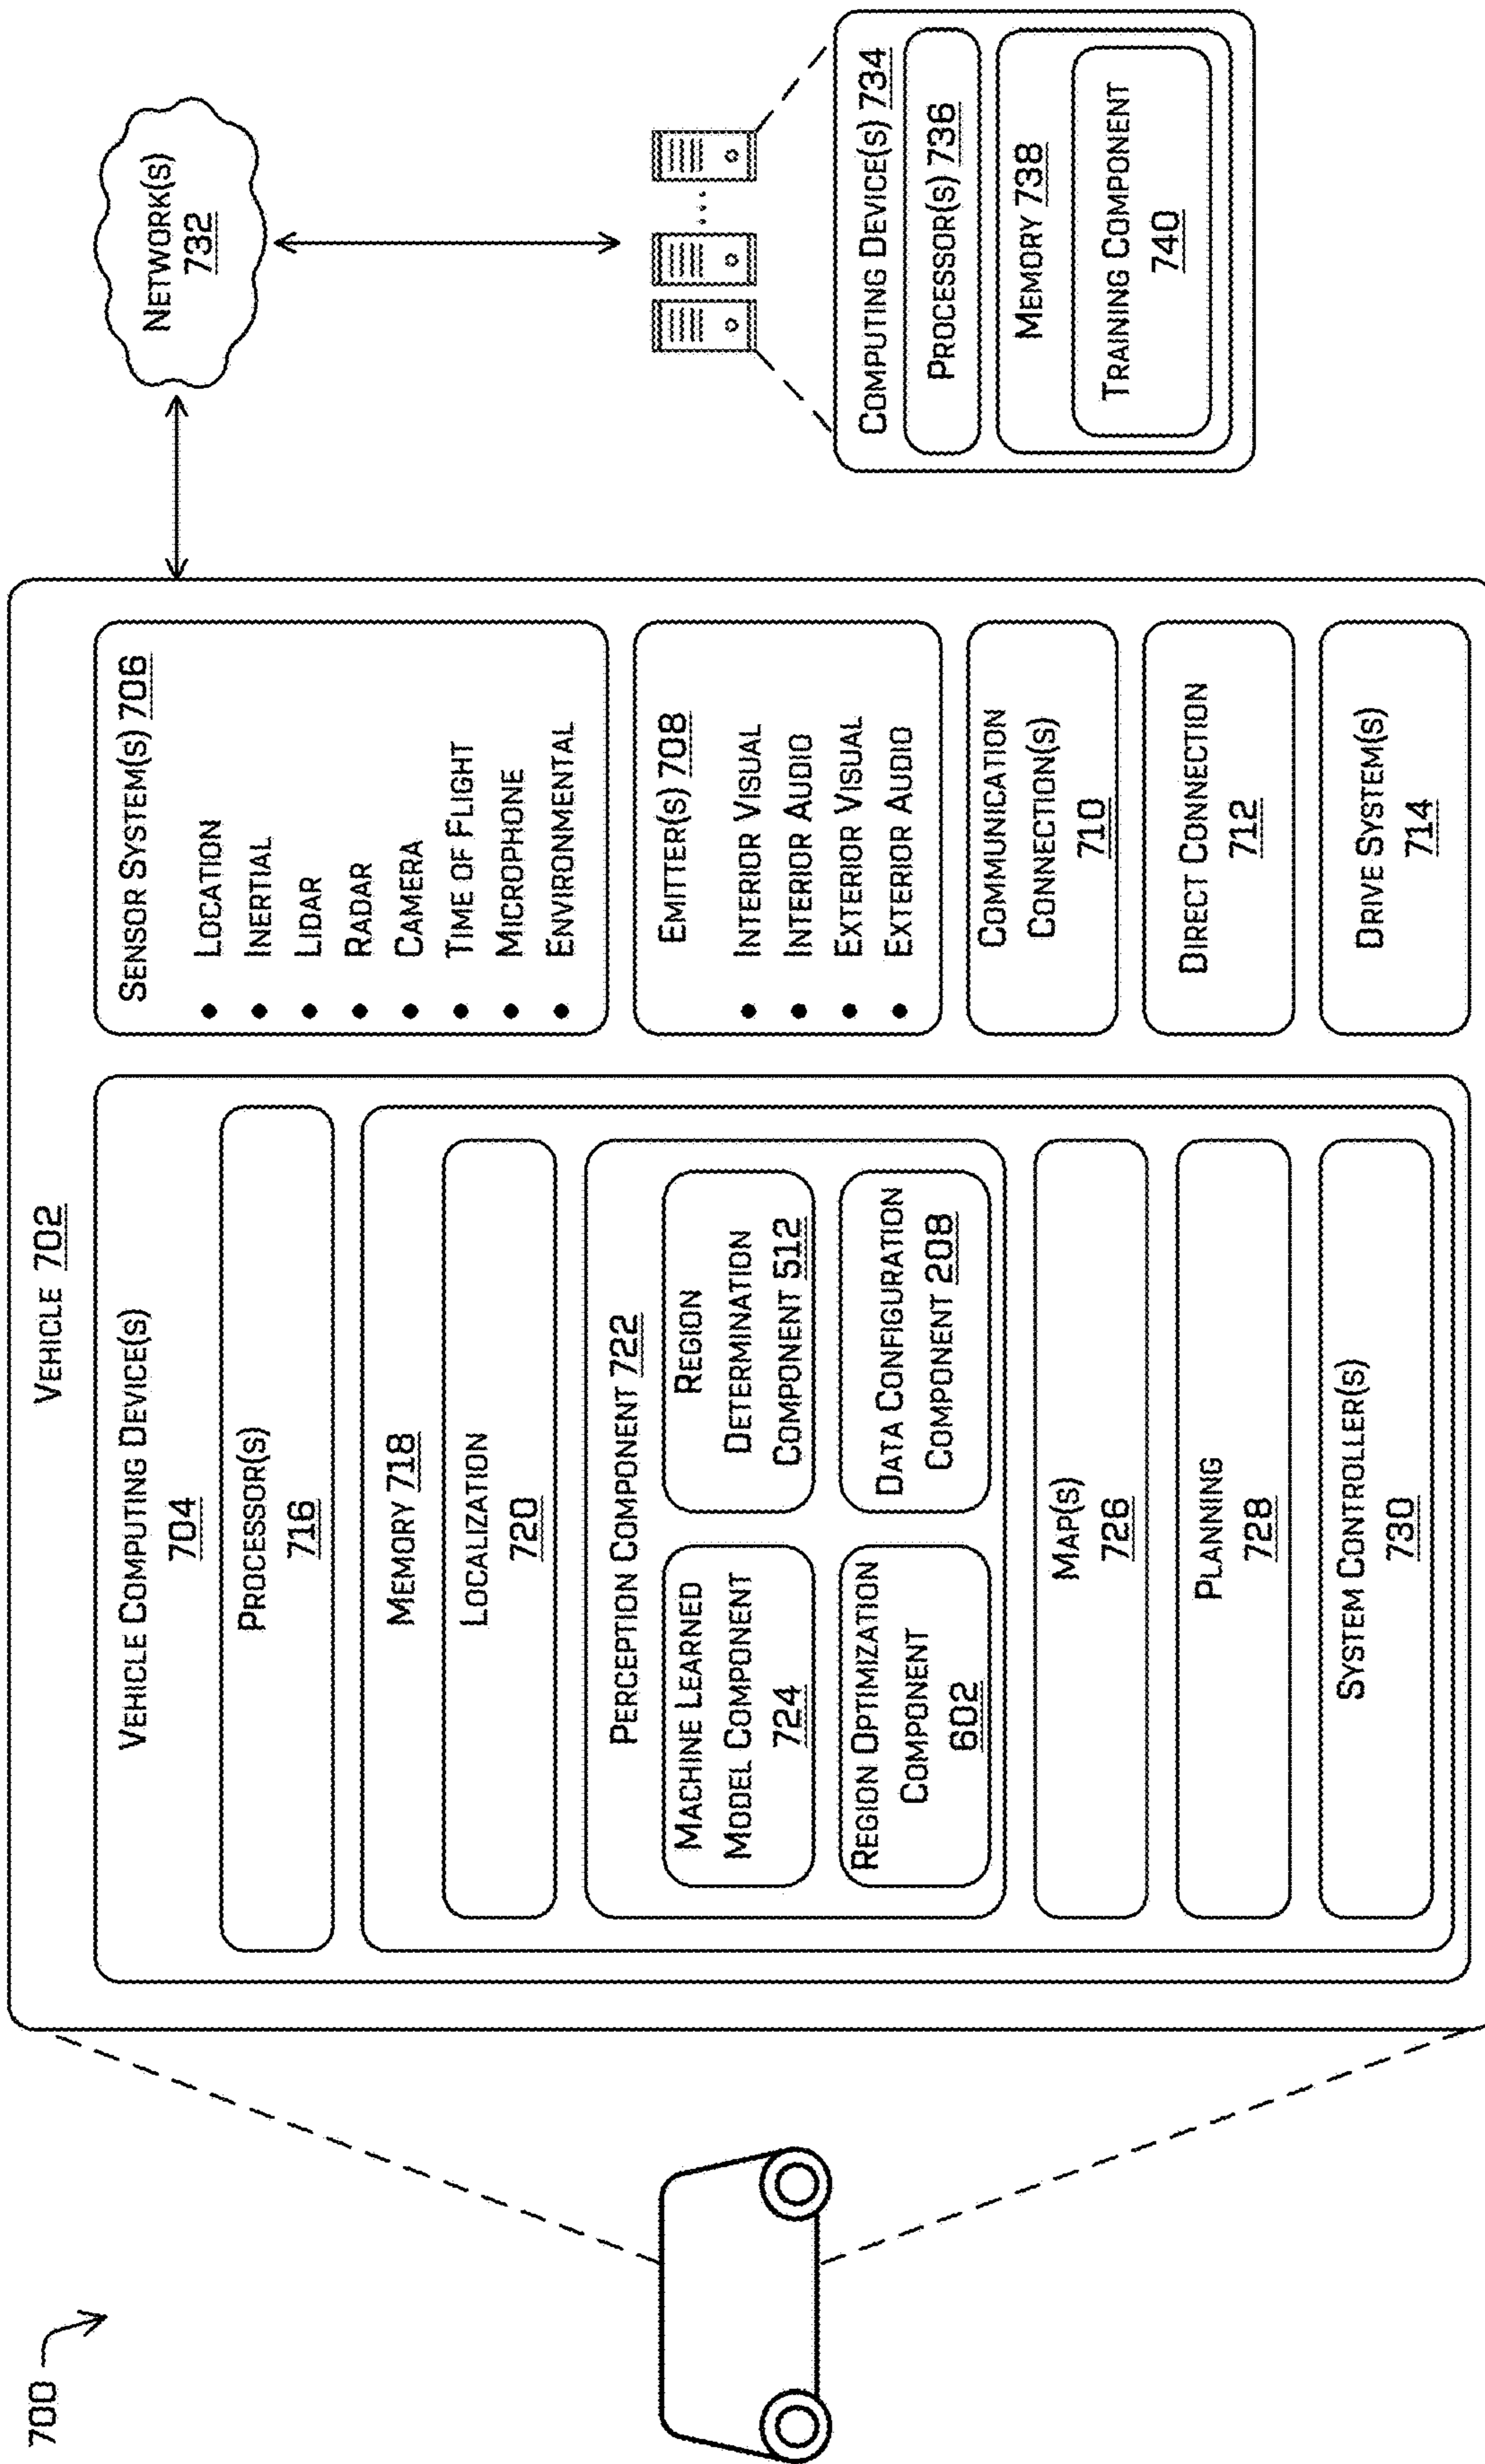 700
VEHICLE 702
VEHICLE COMPUTING DEVICE(S)
704
PROCESSOR(S)
716
MEMORY 718
LOCALIZATION
720
PERCEPTION COMPONENT 722
MACHINE LEARNED
MODEL COMPONENT
724
REGION
DETERMINATION
COMPONENT 512
REGION OPTIMIZATION
COMPONENT
602
DATA CONFIGURATION
COMPONENT 208
MAP(S)
726
PLANNING
728
SYSTEM CONTROLLER(S)
730
SENSOR SYSTEM(S) 706
• LOCATION
• INERTIAL
• LIDAR
• RADAR
• CAMERA
• TIME OF FLIGHT
• MICROPHONE
• ENVIRONMENTAL
EMITTER(S) 708
• INTERIOR VISUAL
• INTERIOR AUDIO
• EXTERIOR VISUAL
• EXTERIOR AUDIO
COMMUNICATION
CONNECTION(S)
710
DIRECT CONNECTION
712
DRIVE SYSTEM(S)
714
NETWORK(S)
732
...
COMPUTING DEVICE(S) 734
PROCESSOR(S) 736
MEMORY 738
TRAINING COMPONENT
740